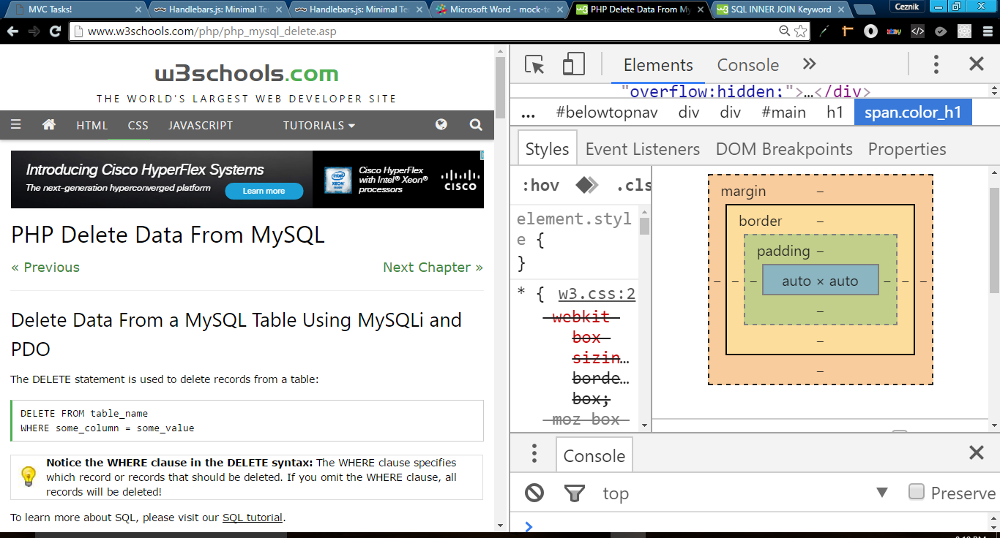 MVC Tasks!
Handlebars.js: Minimal Te
Handlebars.js: Minimal Te
Microsoft Word - mock-te
PHP Delete Data From My
SQL INNER JOIN Keyword
Ceznik
www.w3schools.com/php/php_mysql_delete.asp
w3schools.com
THE WORLD'S LARGEST WEB DEVELOPER SITE
HTML CSS JAVASCRIPT TUTORIALS
Introducing Cisco HyperFlex Systems
The next-generation hyperconverged platform
Learn more
Cisco HyperFlex
with Intel® Xeon®
processors
CISCO
PHP Delete Data From MySQL
« Previous
Next Chapter »
Delete Data From a MySQL Table Using MySQLi and
PDO
The DELETE statement is used to delete records from a table:
DELETE FROM table_name
WHERE some_column = some_value
Notice the WHERE clause in the DELETE syntax: The WHERE clause specifies
which record or records that should be deleted. If you omit the WHERE clause, all
records will be deleted!
To learn more about SQL, please visit our SQL tutorial.
Elements Console
"overflow:hidden;">…</div>
... #belowtopnav div div #main h1 span.color_h1
Styles Event Listeners DOM Breakpoints Properties
:hov .cls
element.styl
e {
}
* { w3.css:2
-webkit-
box-
sizin…
borde…
box;
-moz-box-
margin –
border –
padding –
– – – auto × auto – – –
–
–
–
Console
top
Preserve